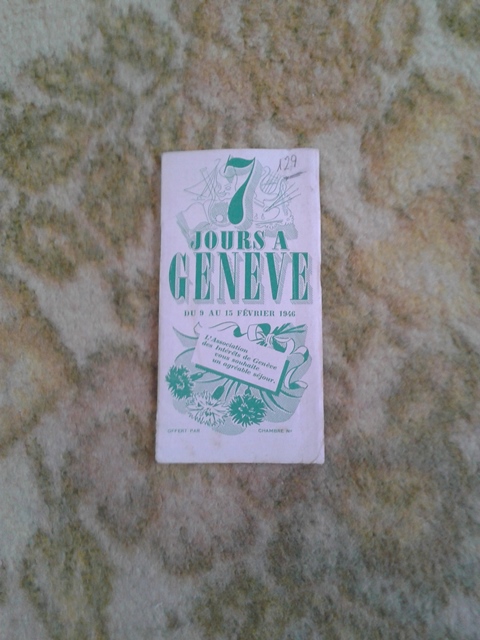 129
7
JOURS A
GENÈVE
DU 9 AU 15 FÉVRIER 1946
L'Association
des Intérêts de Genève
vous souhaite
un agréable séjour.
OFFERT PAR
CHAMBRE No